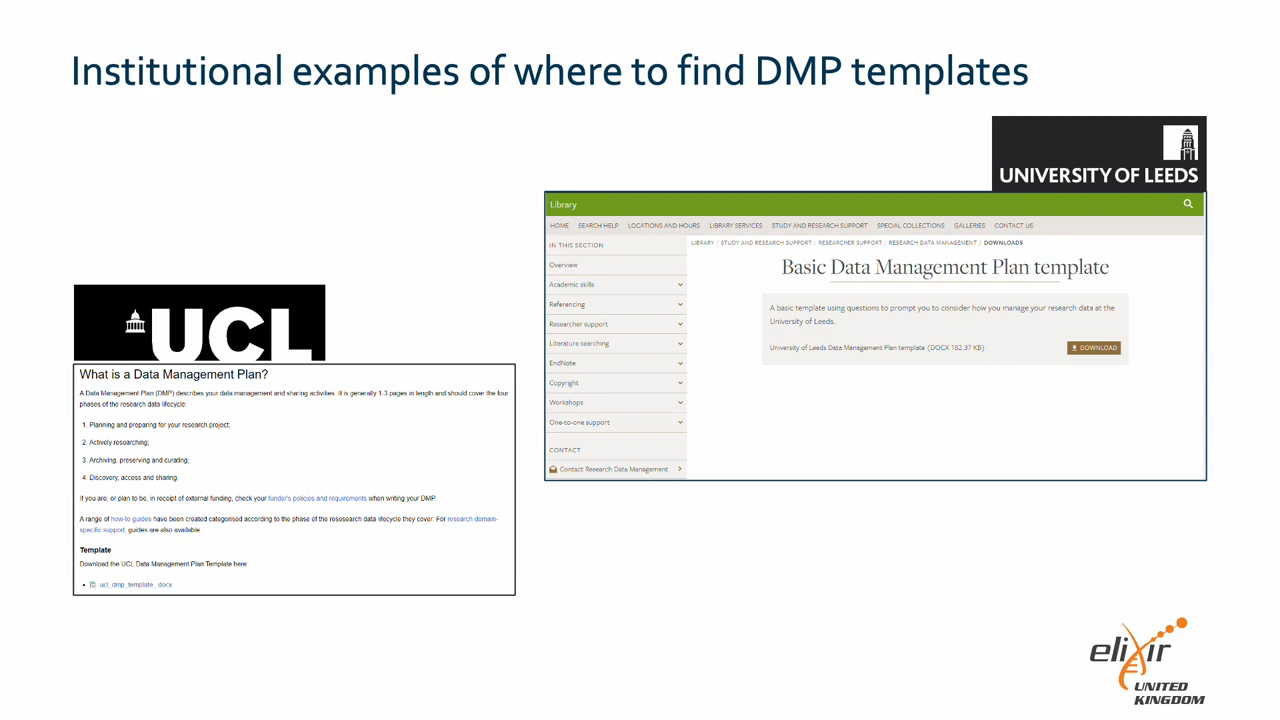 Institutional examples of where to find DMP templates
UNIVERSITY OF LEEDS
Library
HOME SEARCH HELP LOCATIONS AND HOURS LIBRARY SERVICES STUDY AND RESEARCH SUPPORT SPECIAL COLLECTIONS GALLERIES CONTACT US
IN THIS SECTION
Overview
Academic skills
Referencing
Researcher support
Literature searching
EndNote
Copyright
Workshops
One-to-one support
CONTACT
Contact Research Data Management
LIBRARY / STUDY AND RESEARCH SUPPORT / RESEARCHER SUPPORT / RESEARCH DATA MANAGEMENT / DOWNLOADS
Basic Data Management Plan template
A basic template using questions to prompt you to consider how you manage your research data at the
University of Leeds.
University of Leeds Data Management Plan template (DOCX 182.37 KB)
DOWNLOAD
UCL
What is a Data Management Plan?
A Data Management Plan (DMP) describes your data management and sharing activities. It is generally 1-3 pages in length and should cover the four
phases of the research data lifecycle:
1. Planning and preparing for your research project;
2. Actively researching;
3. Archiving, preserving and curating;
4. Discovery, access and sharing.
If you are, or plan to be, in receipt of external funding, check your funder's policies and requirements when writing your DMP.
A range of how-to guides have been created categorised according to the phase of the resesearch data lifecycle they cover. For research domain-
specific support, guides are also available
Template
Download the UCL Data Management Plan Template here:
ucl_dmp_template_.docx
elixir
UNITED
KINGDOM